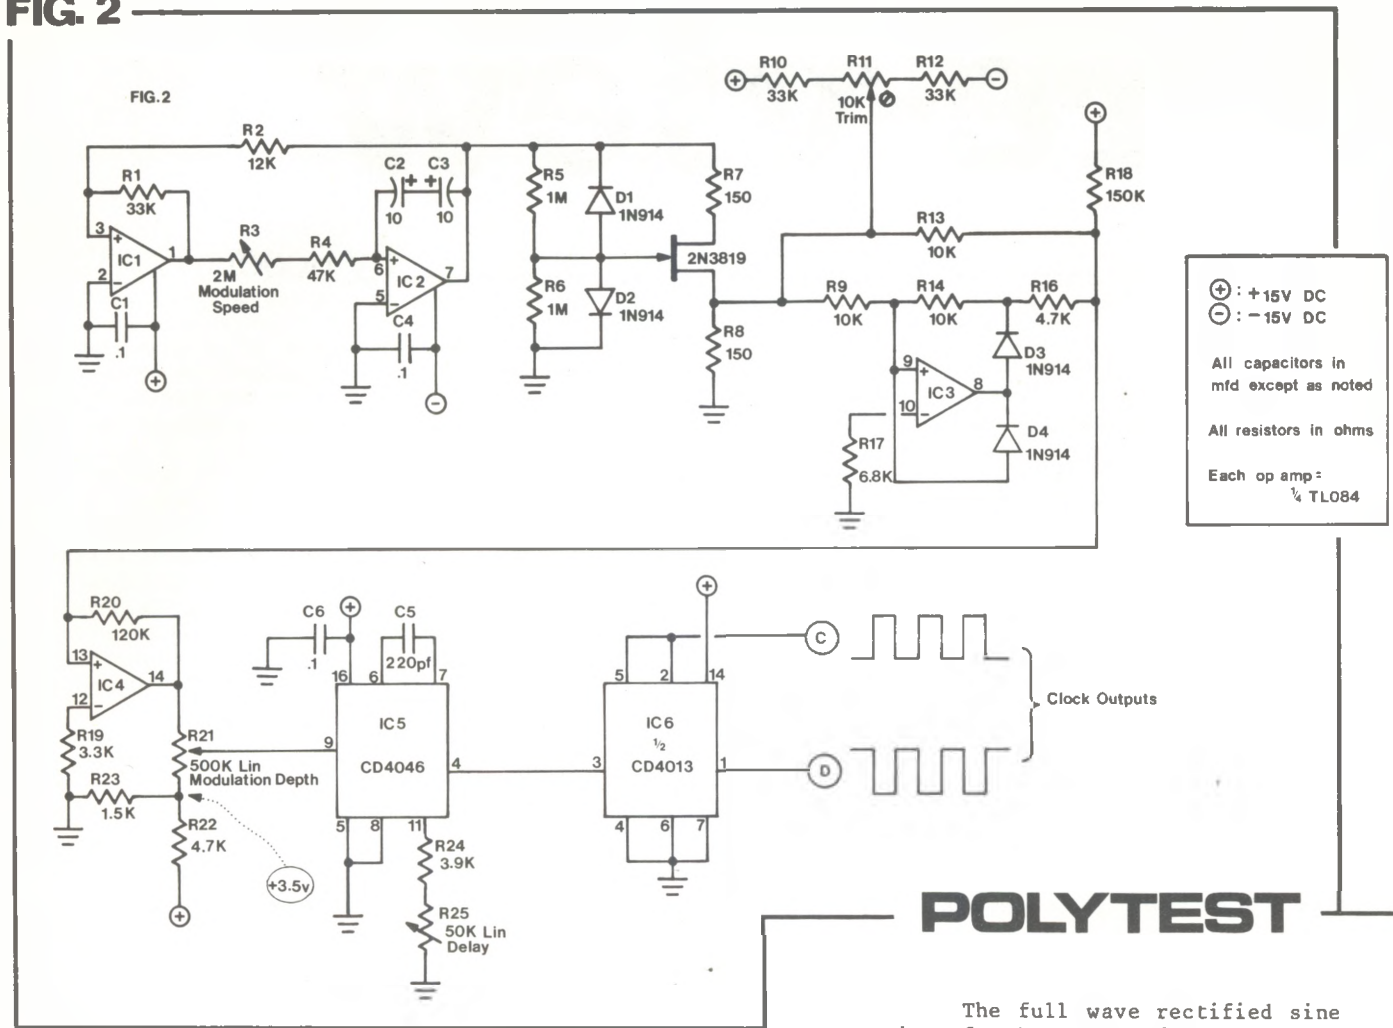 FIG. 2
FIG.2
R10
33K
R11
10K
Trim
R12
33K
+
−
+
R2
12K
R1
33K
3
+
IC1
1
2
−
C1
.1
+
R3
2M
Modulation
Speed
R4
47K
C2
+
10
C3
+
10
6
+
IC2
7
5
−
C4
.1
−
R5
1M
R6
1M
D1
1N914
D2
1N914
R7
150
2N3819
R8
150
R18
150K
R13
10K
R9
10K
R14
10K
R16
4.7K
9
+
IC3
8
10
−
D3
1N914
D4
1N914
R17
6.8K
+ : +15V DC
− : −15V DC
All capacitors in
mfd except as noted
All resistors in ohms
Each op amp =
¼ TL084
R20
120K
13
+
IC4
14
12
−
R19
3.3K
R23
1.5K
R21
500K Lin
Modulation Depth
R22
4.7K
+
+3.5v
C6
.1
+
C5
220pf
16
6
7
IC5
CD4046
9
4
5
8
11
R24
3.9K
R25
50K Lin
Delay
+
5
2
14
IC6
½
CD4013
3
1
4
6
7
C
D
Clock Outputs
POLYTEST
The full wave rectified sine